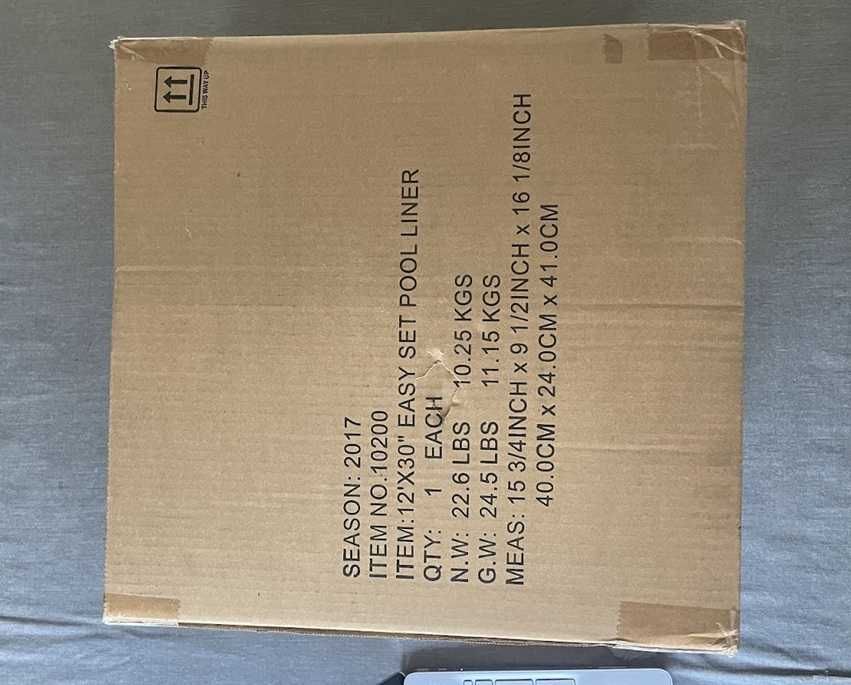 THIS WAY UP
SEASON: 2017
ITEM NO.10200
ITEM:12'X30" EASY SET POOL LINER
QTY: 1 EACH
N.W: 22.6 LBS 10.25 KGS
G.W: 24.5 LBS 11.15 KGS
MEAS: 15 3/4INCH x 9 1/2INCH x 16 1/8INCH
40.0CM x 24.0CM x 41.0CM